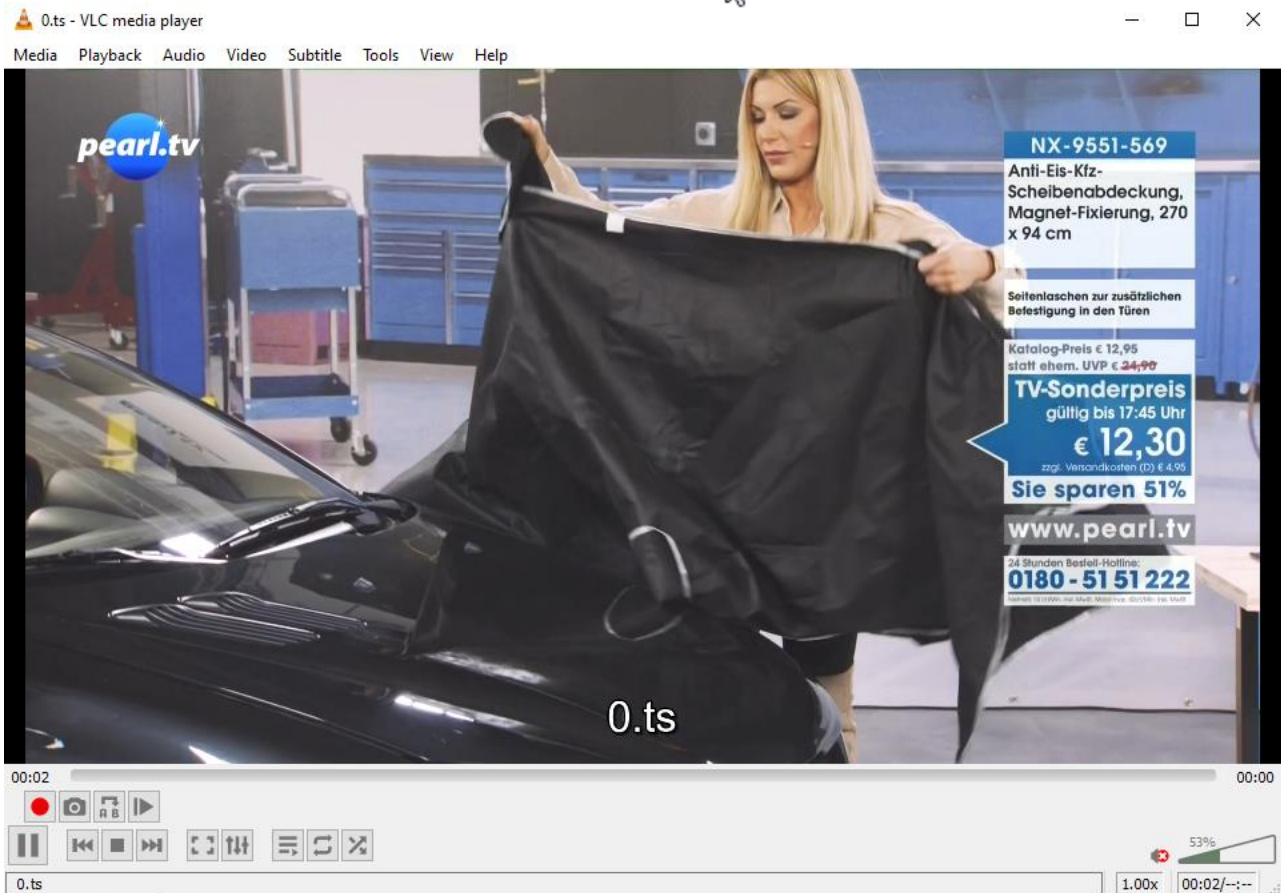 0.ts - VLC media player
Media Playback Audio Video Subtitle Tools View Help
pearl.tv
NX-9551-569
Anti-Eis-Kfz-
Scheibenabdeckung,
Magnet-Fixierung, 270
x 94 cm
Seitenlaschen zur zusätzlichen
Befestigung in den Türen
Katalog-Preis € 12,95
statt ehem. UVP € 24,90
TV-Sonderpreis
gültig bis 17:45 Uhr
€ 12,30
zzgl. Versandkosten (D) € 4,95
Sie sparen 51%
www.pearl.tv
24 Stunden Bestell-Hotline:
0180 - 51 51 222
0.ts
00:02 00:00
A B
53%
0.ts 1.00x 00:02/--:--